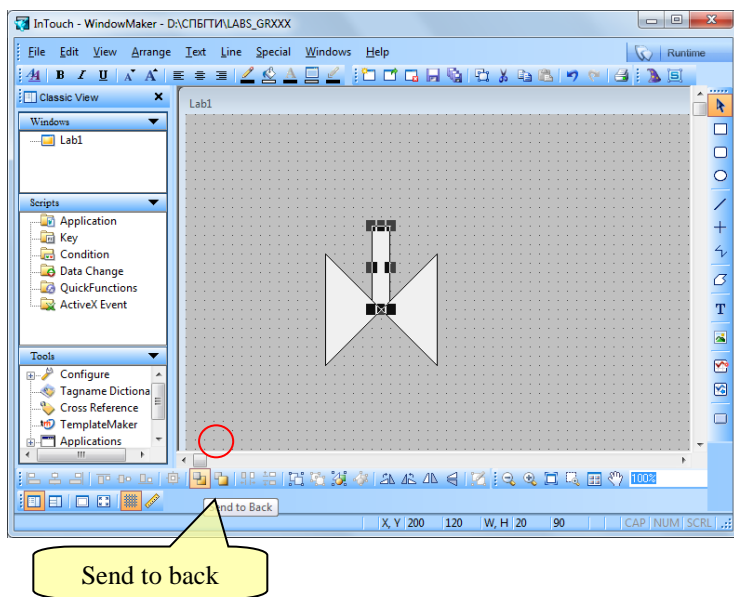 InTouch - WindowMaker - D:\СПБГТИ\LABS_GRXXX
File Edit View Arrange Text Line Special Windows Help
Runtime
B I U A A
Classic View
Lab1
Windows
Lab1
Scripts
Application
Key
Condition
Data Change
QuickFunctions
ActiveX Event
T
Tools
Configure
Tagname Dictiona
Cross Reference
TemplateMaker
Applications
100%
end to Back
X, Y 200 120 W, H 20 90 CAP NUM SCRL
Send to back